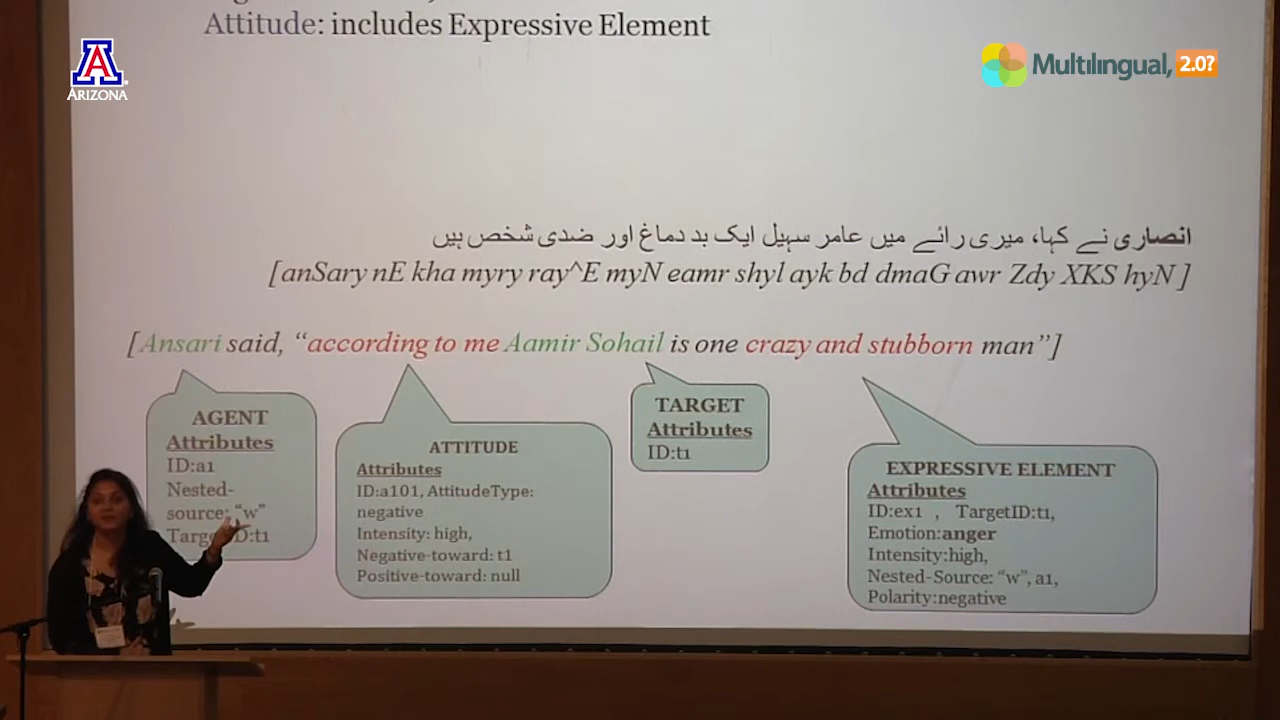 Attitude: includes Expressive Element
ARIZONA
Multilingual, 2.0?
انصاری نے کہا، میری رائے میں عامر سہیل ایک بد دماغ اور ضدی شخص ہیں
[anSary nE kha myry ray^E myN eamr shyl ayk bd dmaG awr Zdy XKS hyN ]
[Ansari said, “according to me Aamir Sohail is one crazy and stubborn man”]
AGENT
Attributes
ID:a1
Nested-
source: “w”
ATTITUDE
Attributes
ID:a101, AttitudeType:
negative
Intensity: high,
Negative-toward: t1
Positive-toward: null
TARGET
Attributes
ID:t1
EXPRESSIVE ELEMENT
Attributes
ID:ex1 , TargetID:t1,
Emotion:anger
Intensity:high,
Nested-Source: “w”, a1,
Polarity:negative